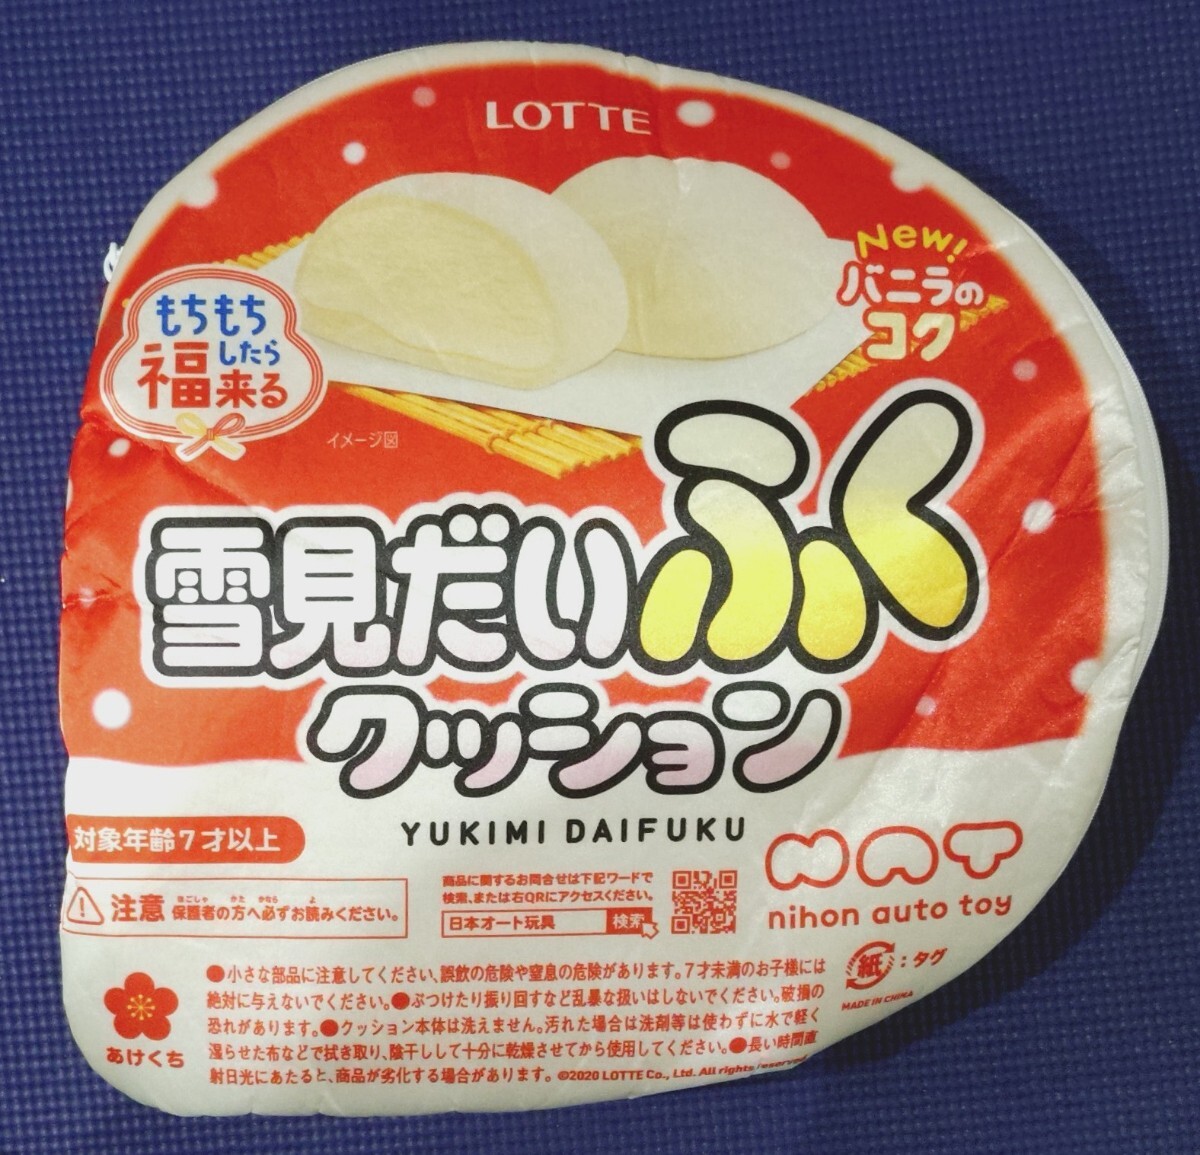 LOTTE
New!
バニラの
コク
もちもち
したら
福来る
イメージ図
雪見だいふく
クッション
YUKIMI DAIFUKU
対象年齢7才以上
注意 保護者の方へ必ずお読みください。
ほごしゃ かた かなら よ
商品に関するお問合せは下記ワードで
検索、または右QRにアクセスください。
日本オート玩具 検索
NAT
nihon auto toy
紙:タグ
MADE IN CHINA
あけくち
●小さな部品に注意してください、誤飲の危険や窒息の危険があります。7才未満のお子様には
絶対に与えないでください。●ぶつけたり振り回すなど乱暴な扱いはしないでください。破損の
恐れがあります。●クッション本体は洗えません。汚れた場合は洗剤等は使わずに水で軽く
湿らせた布などで拭き取り、陰干しして十分に乾燥させてから使用してください。●長い時間直
射日光にあたると、商品が劣化する場合があります。©2020 LOTTE Co., Ltd. All rights reserved.